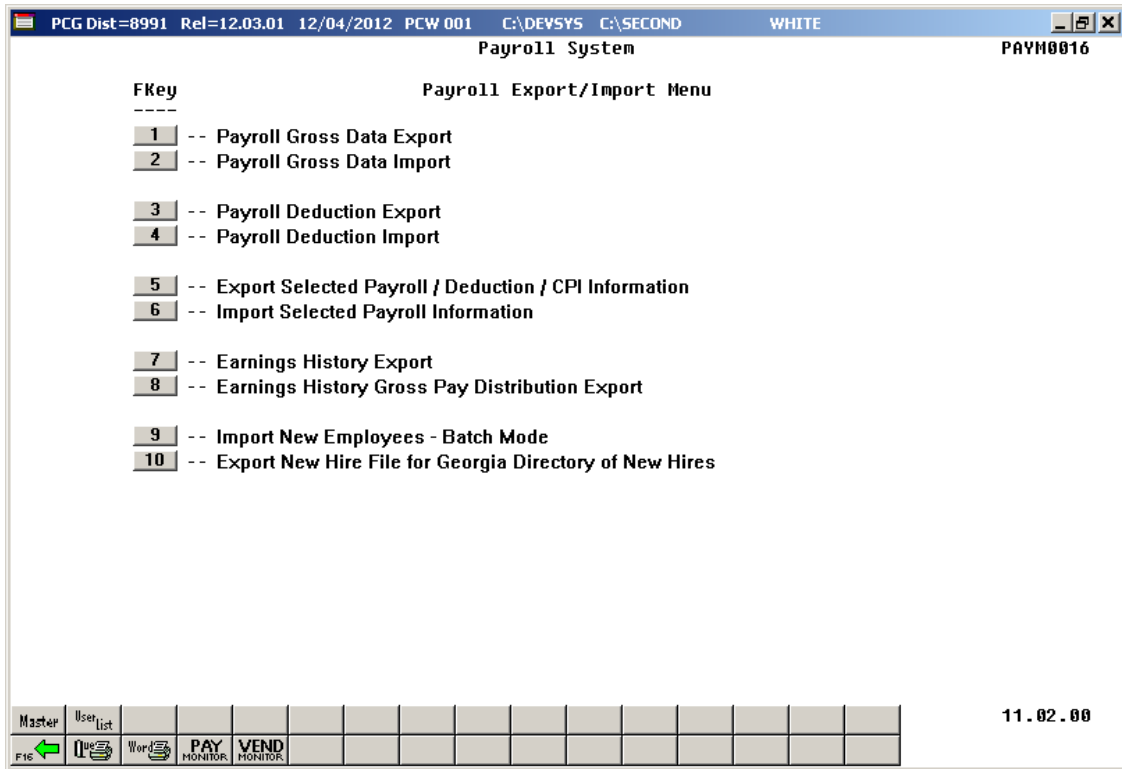 PCG Dist=8991 Rel=12.03.01 12/04/2012 PCW 001 C:\DEVSYS C:\SECOND WHITE
Payroll System PAYM0016
FKey Payroll Export/Import Menu
----
1 -- Payroll Gross Data Export
2 -- Payroll Gross Data Import
3 -- Payroll Deduction Export
4 -- Payroll Deduction Import
5 -- Export Selected Payroll / Deduction / CPI Information
6 -- Import Selected Payroll Information
7 -- Earnings History Export
8 -- Earnings History Gross Pay Distribution Export
9 -- Import New Employees - Batch Mode
10 -- Export New Hire File for Georgia Directory of New Hires
Master User List 11.02.00
F16 Que Word PAY MONITOR VEND MONITOR